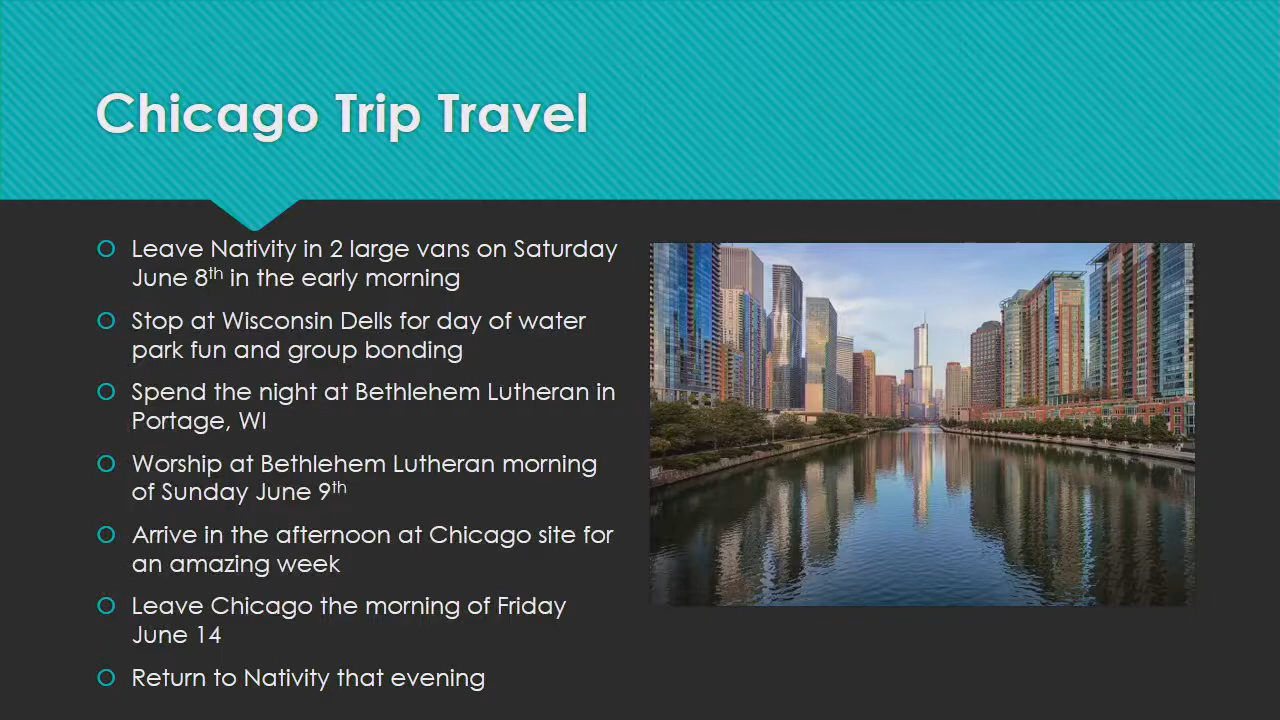 Chicago Trip Travel
Leave Nativity in 2 large vans on Saturday
June 8th in the early morning
Stop at Wisconsin Dells for day of water
park fun and group bonding
Spend the night at Bethlehem Lutheran in
Portage, WI
Worship at Bethlehem Lutheran morning
of Sunday June 9th
Arrive in the afternoon at Chicago site for
an amazing week
Leave Chicago the morning of Friday
June 14
Return to Nativity that evening